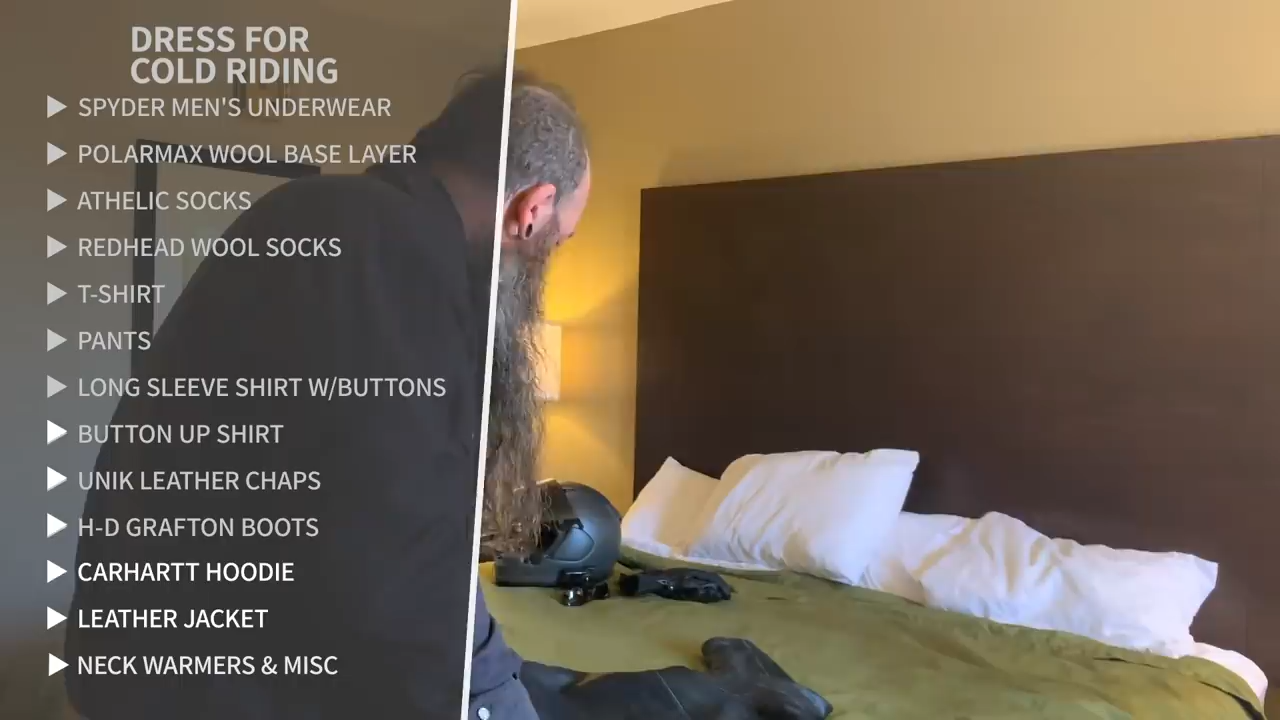 DRESS FOR
COLD RIDING
SPYDER MEN'S UNDERWEAR
POLARMAX WOOL BASE LAYER
ATHELIC SOCKS
REDHEAD WOOL SOCKS
T-SHIRT
PANTS
LONG SLEEVE SHIRT W/BUTTONS
BUTTON UP SHIRT
UNIK LEATHER CHAPS
H-D GRAFTON BOOTS
CARHARTT HOODIE
LEATHER JACKET
NECK WARMERS & MISC